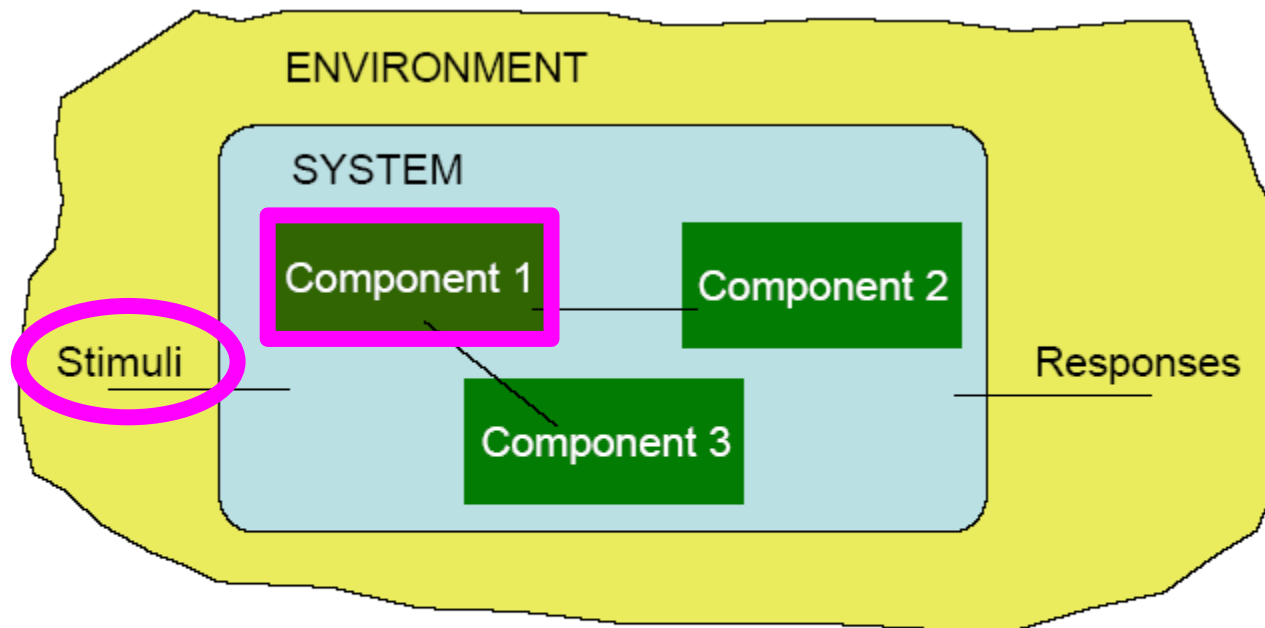 ENVIRONMENT
SYSTEM
Component 1
Component 2
Stimuli
Responses
Component 3